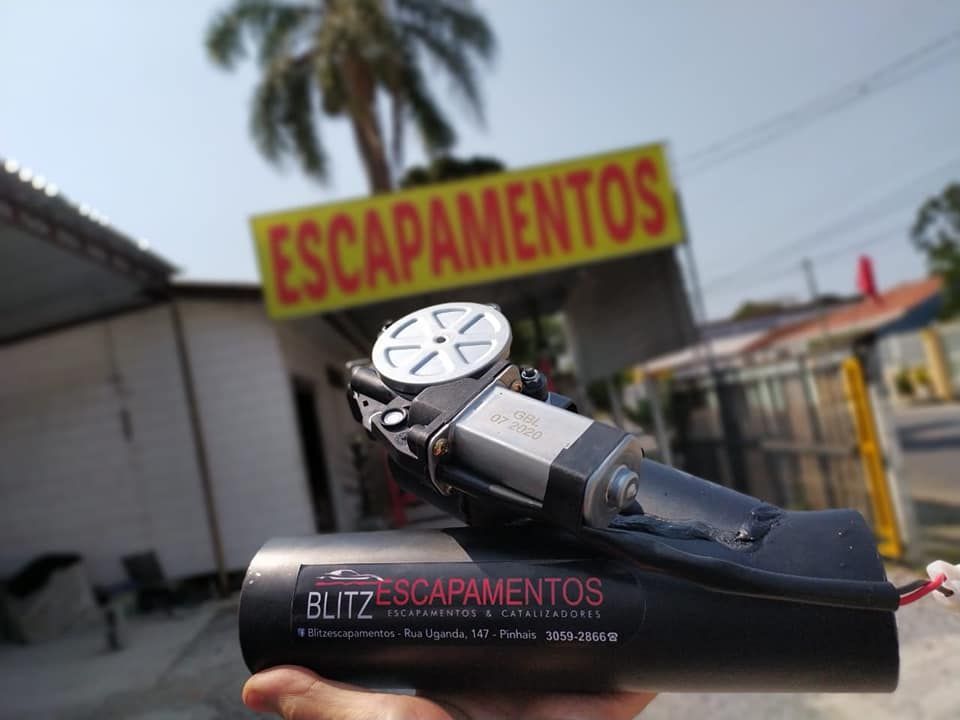 ESCAPAMENTOS
GBL
07 2020
BLITZ ESCAPAMENTOS
ESCAPAMENTOS & CATALIZADORES
Blitzescapamentos - Rua Uganda, 147 - Pinhais 3059-2866